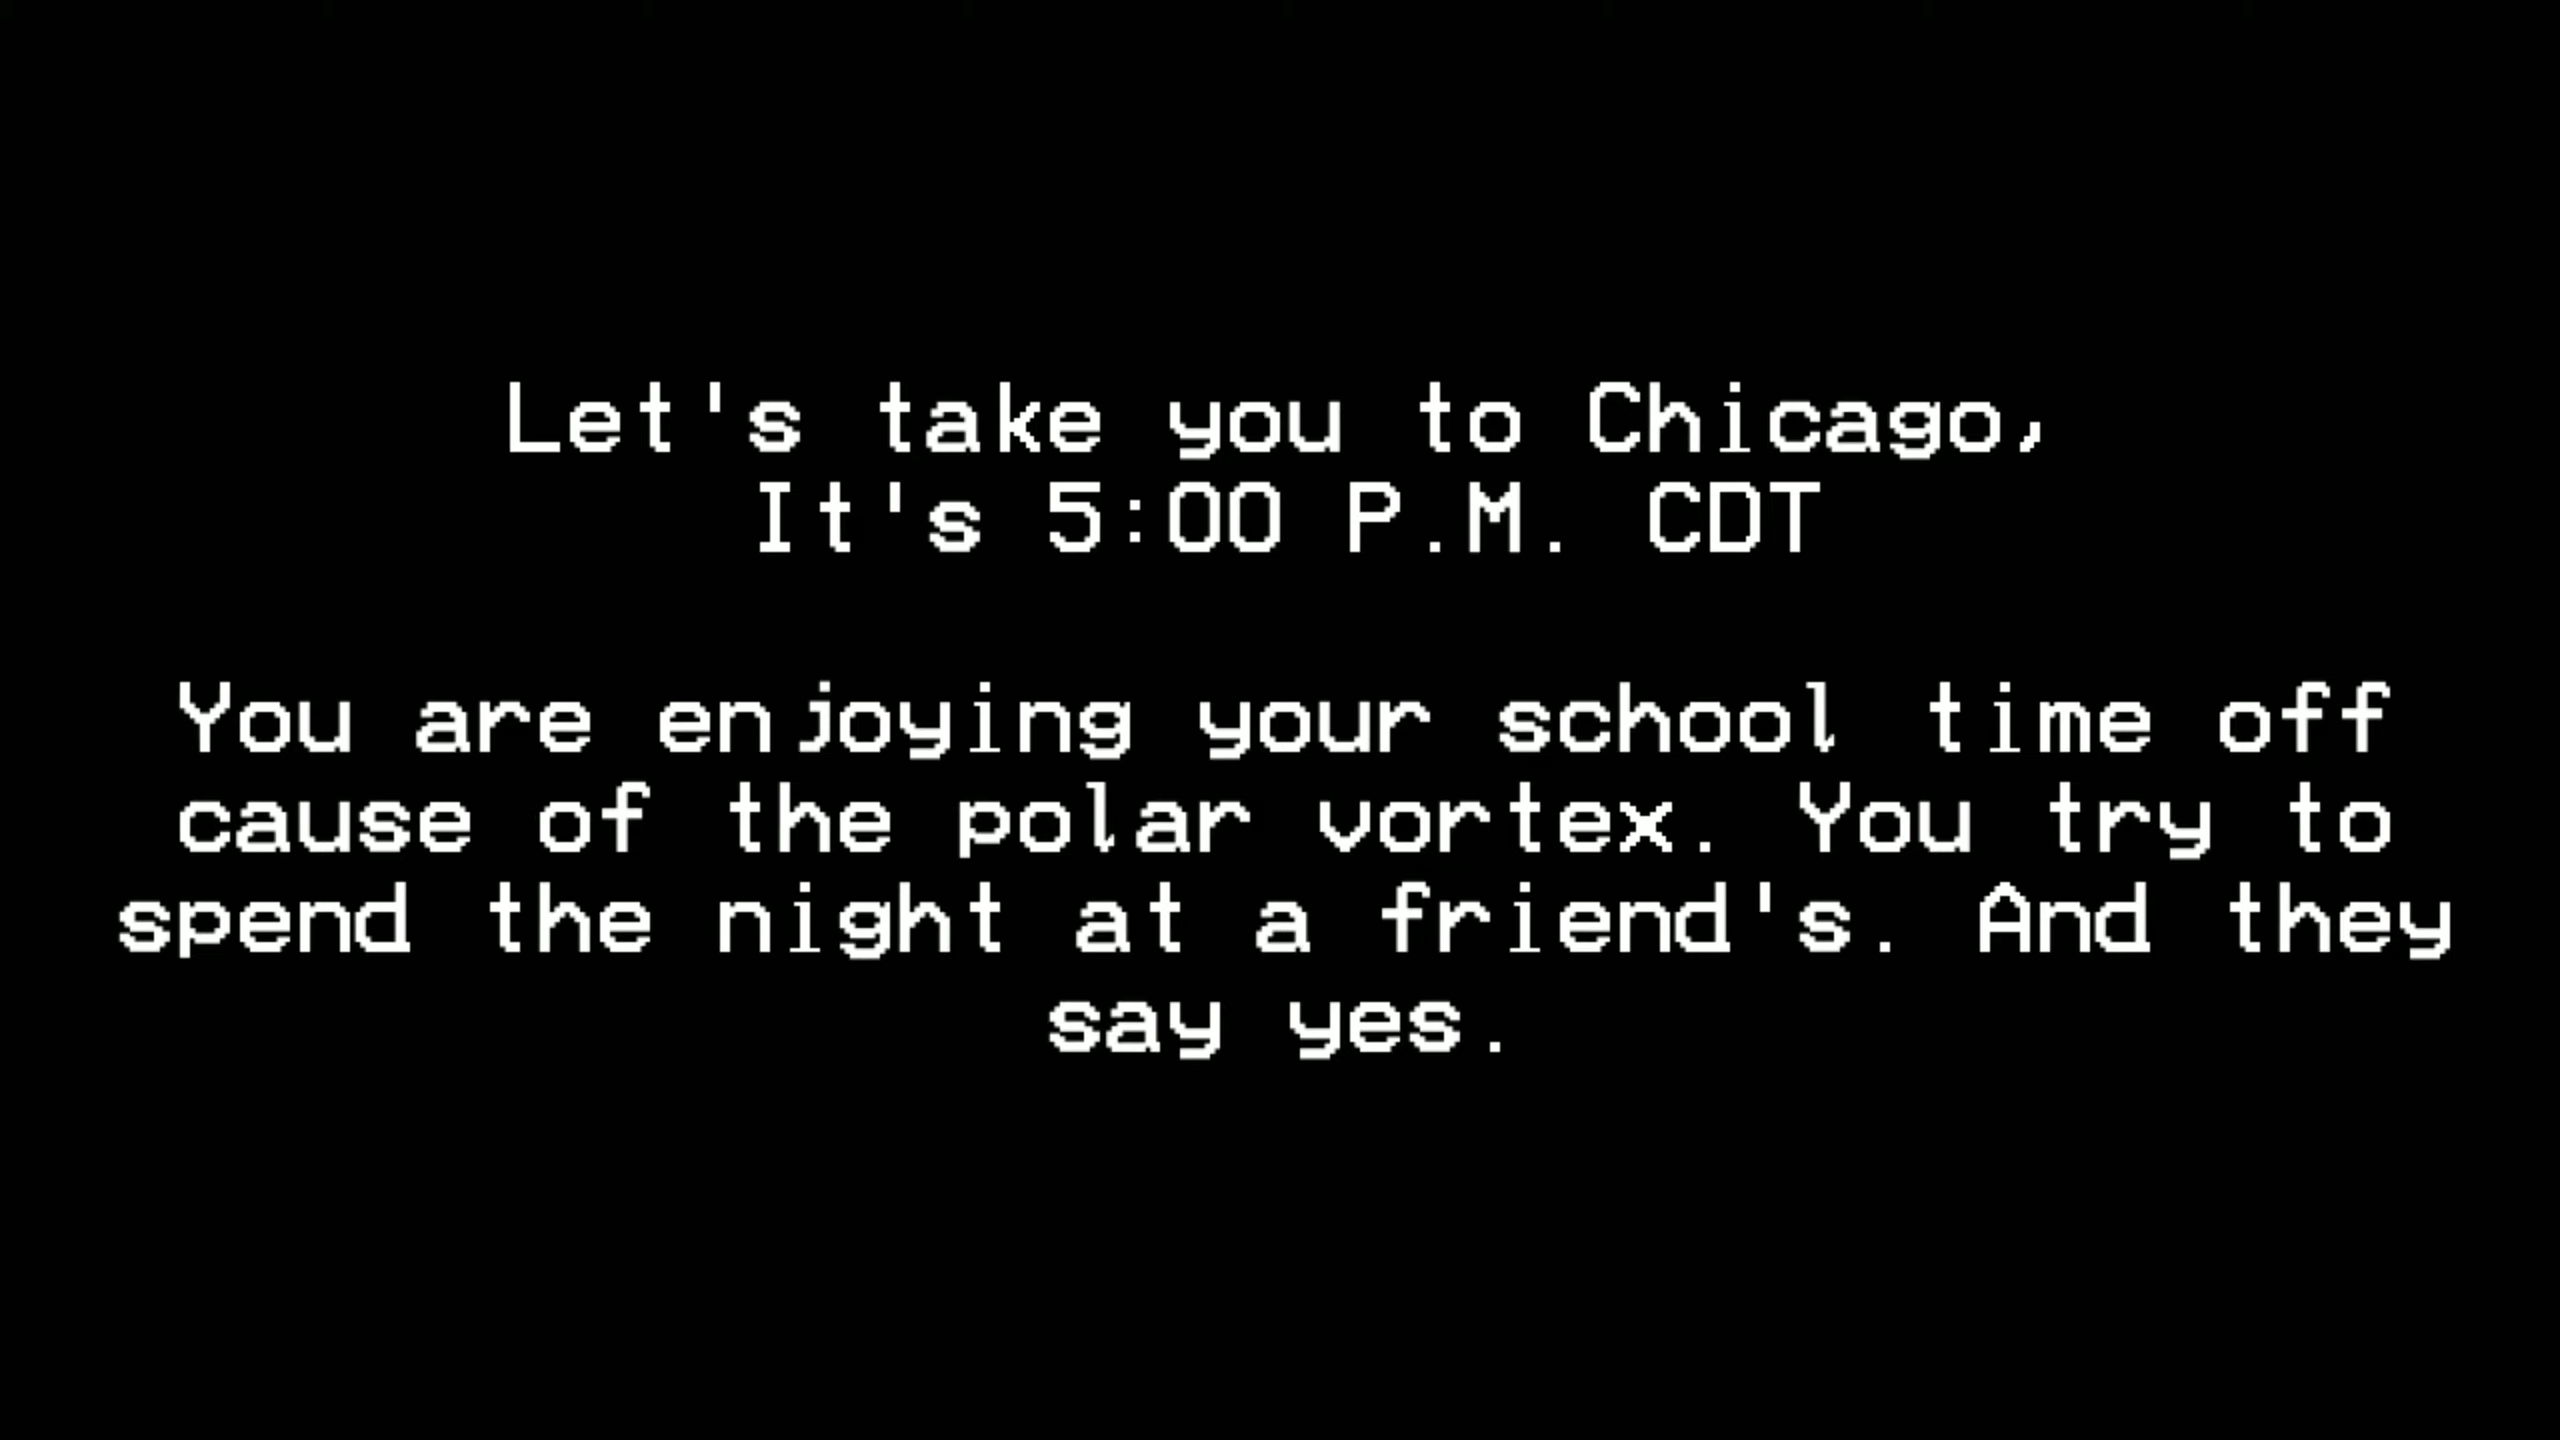 Let's take you to Chicago,
It's 5:00 P.M. CDT
You are enjoying your school time off
cause of the polar vortex. You try to
spend the night at a friend's. And they
say yes.